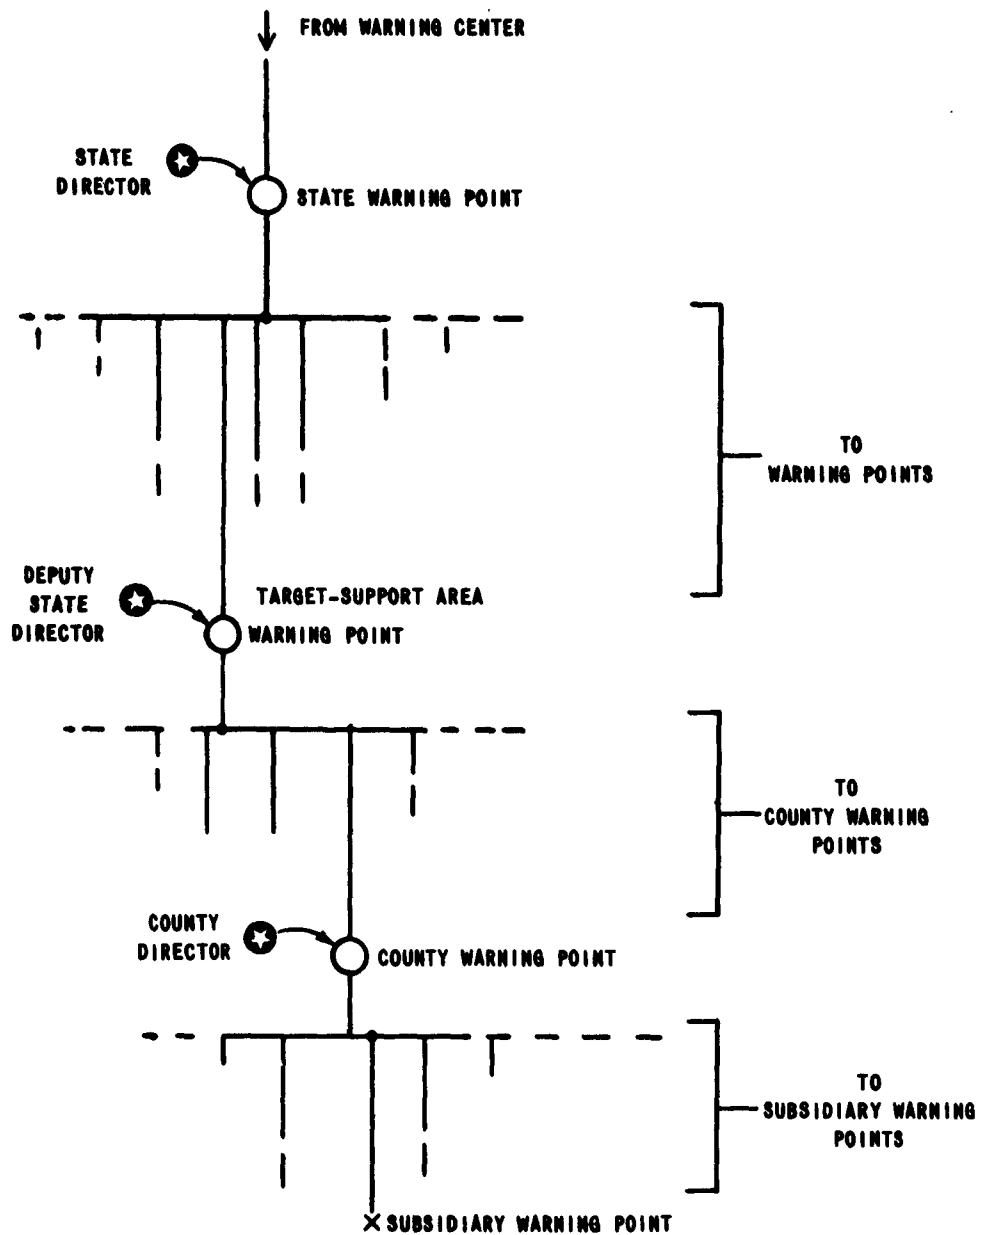 FROM WARNING CENTER
STATE
DIRECTOR
STATE WARNING POINT
TO
WARNING POINTS
DEPUTY
STATE
DIRECTOR
TARGET-SUPPORT AREA
WARNING POINT
TO
COUNTY WARNING
POINTS
COUNTY
DIRECTOR
COUNTY WARNING POINT
TO
SUBSIDIARY WARNING
POINTS
SUBSIDIARY WARNING POINT